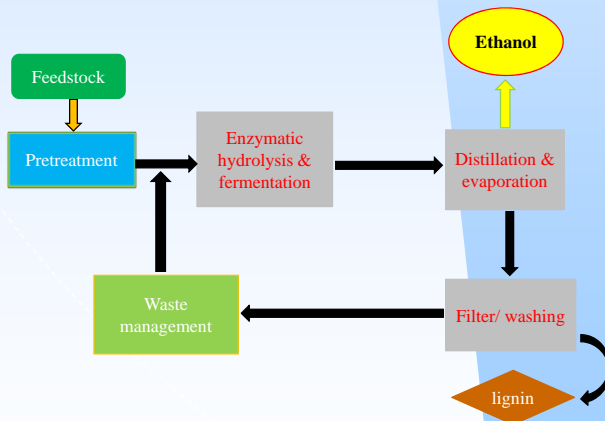 Ethanol
Feedstock
Pretreatment
Enzymatic
hydrolysis &
fermentation
Distillation &
evaporation
Waste
management
Filter/ washing
lignin